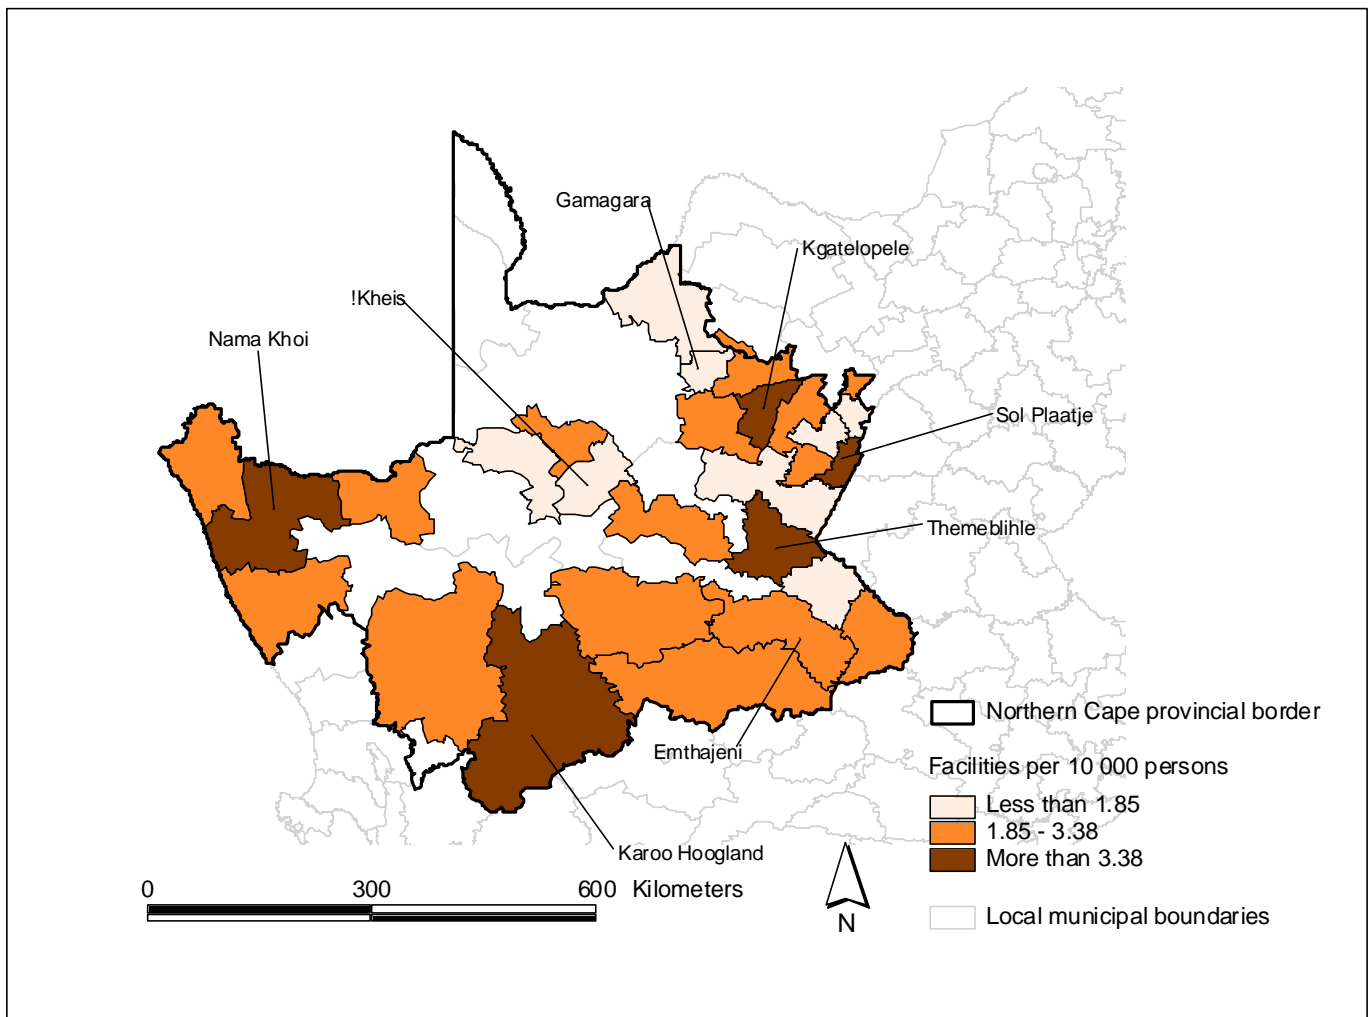 Gamagara
Kgatelopele
!Kheis
Nama Khoi
Sol Plaatje
Themeblihle
Northern Cape provincial border
Emthajeni
Facilities per 10 000 persons
Less than 1.85
1.85 - 3.38
More than 3.38
Karoo Hoogland
0 300 600 Kilometers
N
Local municipal boundaries